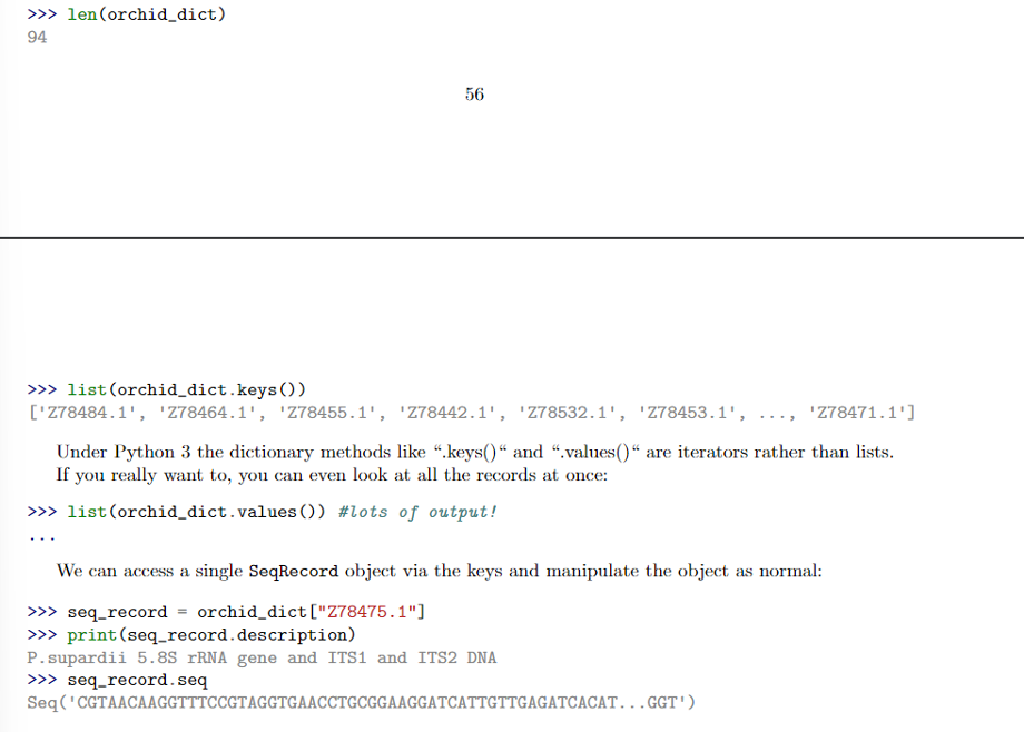 >>> len(orchid_dict)
94
56
>>> list(orchid_dict.keys())
['Z78484.1', 'Z78464.1', 'Z78455.1', 'Z78442.1', 'Z78532.1', 'Z78453.1', ..., 'Z78471.1']
Under Python 3 the dictionary methods like “.keys()“ and “.values()“ are iterators rather than lists.
If you really want to, you can even look at all the records at once:
>>> list(orchid_dict.values()) #lots of output!
...
We can access a single SeqRecord object via the keys and manipulate the object as normal:
>>> seq_record = orchid_dict["Z78475.1"]
>>> print(seq_record.description)
P.supardii 5.8S rRNA gene and ITS1 and ITS2 DNA
>>> seq_record.seq
Seq('CGTAACAAGGTTTCCGTAGGTGAACCTGCGGAAGGATCATTGTTGAGATCACAT...GGT')